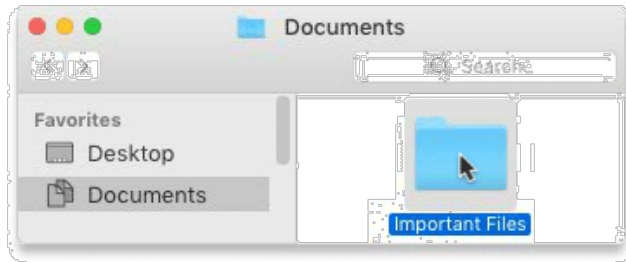 Documents
Search
Favorites
Desktop
Documents
Important Files